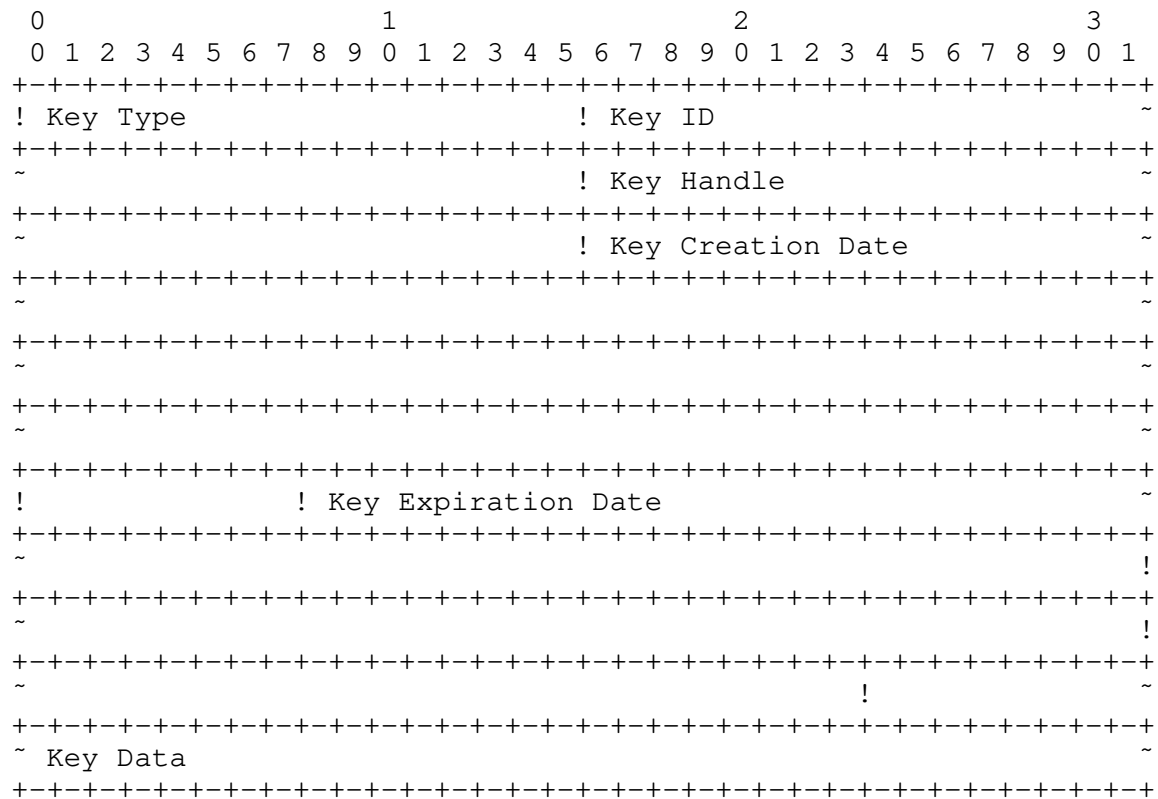 0                   1                   2                   3
 0 1 2 3 4 5 6 7 8 9 0 1 2 3 4 5 6 7 8 9 0 1 2 3 4 5 6 7 8 9 0 1
+-+-+-+-+-+-+-+-+-+-+-+-+-+-+-+-+-+-+-+-+-+-+-+-+-+-+-+-+-+-+-+-+
! Key Type                      ! Key ID                        ~
+-+-+-+-+-+-+-+-+-+-+-+-+-+-+-+-+-+-+-+-+-+-+-+-+-+-+-+-+-+-+-+-+
~                               ! Key Handle                    ~
+-+-+-+-+-+-+-+-+-+-+-+-+-+-+-+-+-+-+-+-+-+-+-+-+-+-+-+-+-+-+-+-+
~                               ! Key Creation Date             ~
+-+-+-+-+-+-+-+-+-+-+-+-+-+-+-+-+-+-+-+-+-+-+-+-+-+-+-+-+-+-+-+-+
~                                                               ~
+-+-+-+-+-+-+-+-+-+-+-+-+-+-+-+-+-+-+-+-+-+-+-+-+-+-+-+-+-+-+-+-+
~                                                               ~
+-+-+-+-+-+-+-+-+-+-+-+-+-+-+-+-+-+-+-+-+-+-+-+-+-+-+-+-+-+-+-+-+
~                                                               ~
+-+-+-+-+-+-+-+-+-+-+-+-+-+-+-+-+-+-+-+-+-+-+-+-+-+-+-+-+-+-+-+-+
!               ! Key Expiration Date                           ~
+-+-+-+-+-+-+-+-+-+-+-+-+-+-+-+-+-+-+-+-+-+-+-+-+-+-+-+-+-+-+-+-+
~                                                               !
+-+-+-+-+-+-+-+-+-+-+-+-+-+-+-+-+-+-+-+-+-+-+-+-+-+-+-+-+-+-+-+-+
~                                                               !
+-+-+-+-+-+-+-+-+-+-+-+-+-+-+-+-+-+-+-+-+-+-+-+-+-+-+-+-+-+-+-+-+
~                                               !               ~
+-+-+-+-+-+-+-+-+-+-+-+-+-+-+-+-+-+-+-+-+-+-+-+-+-+-+-+-+-+-+-+-+
~ Key Data                                                      ~
+-+-+-+-+-+-+-+-+-+-+-+-+-+-+-+-+-+-+-+-+-+-+-+-+-+-+-+-+-+-+-+-+